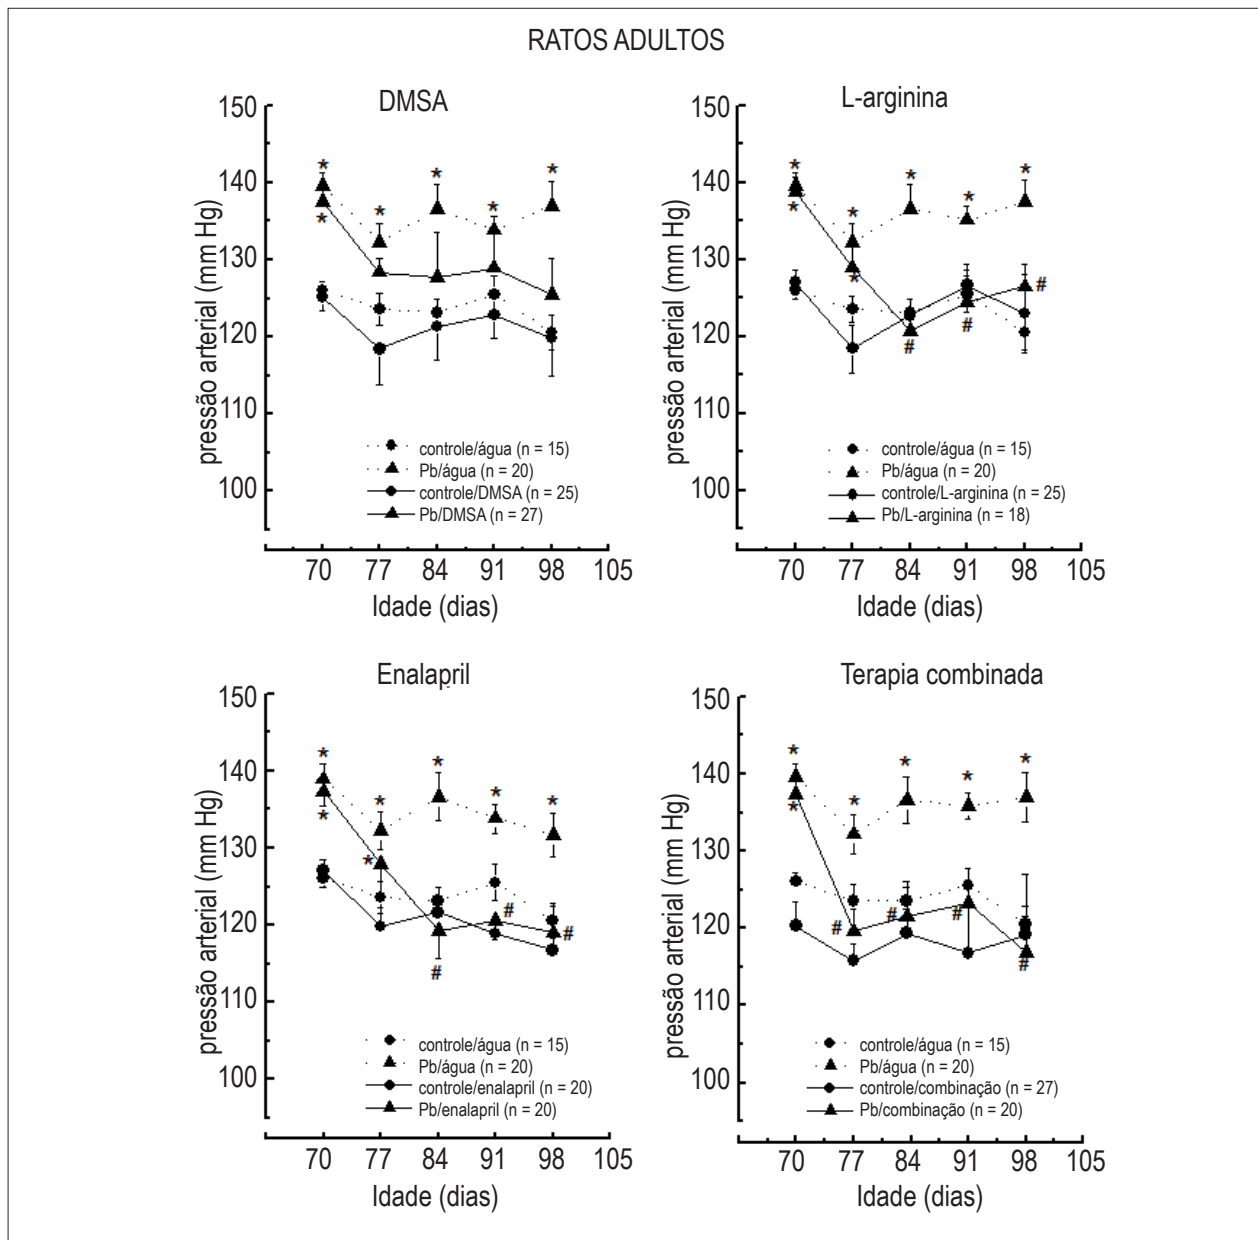 RATOS ADULTOS
DMSA
pressão arterial (mm Hg)
150
140
130
120
110
100
* * * * * *
controle/água (n = 15)
Pb/água (n = 20)
controle/DMSA (n = 25)
Pb/DMSA (n = 27)
70 77 84 91 98 105
Idade (dias)
L-arginina
pressão arterial (mm Hg)
150
140
130
120
110
100
* * * * * * *
# # #
controle/água (n = 15)
Pb/água (n = 20)
controle/L-arginina (n = 25)
Pb/L-arginina (n = 18)
70 77 84 91 98 105
Idade (dias)
Enalapril
pressão arterial (mm Hg)
150
140
130
120
110
100
* * * * * * *
# # #
controle/água (n = 15)
Pb/água (n = 20)
controle/enalapril (n = 20)
Pb/enalapril (n = 20)
70 77 84 91 98 105
Idade (dias)
Terapia combinada
pressão arterial (mm Hg)
150
140
130
120
110
100
* * * * * *
# # # #
controle/água (n = 15)
Pb/água (n = 20)
controle/combinação (n = 27)
Pb/combinação (n = 20)
70 77 84 91 98 105
Idade (dias)